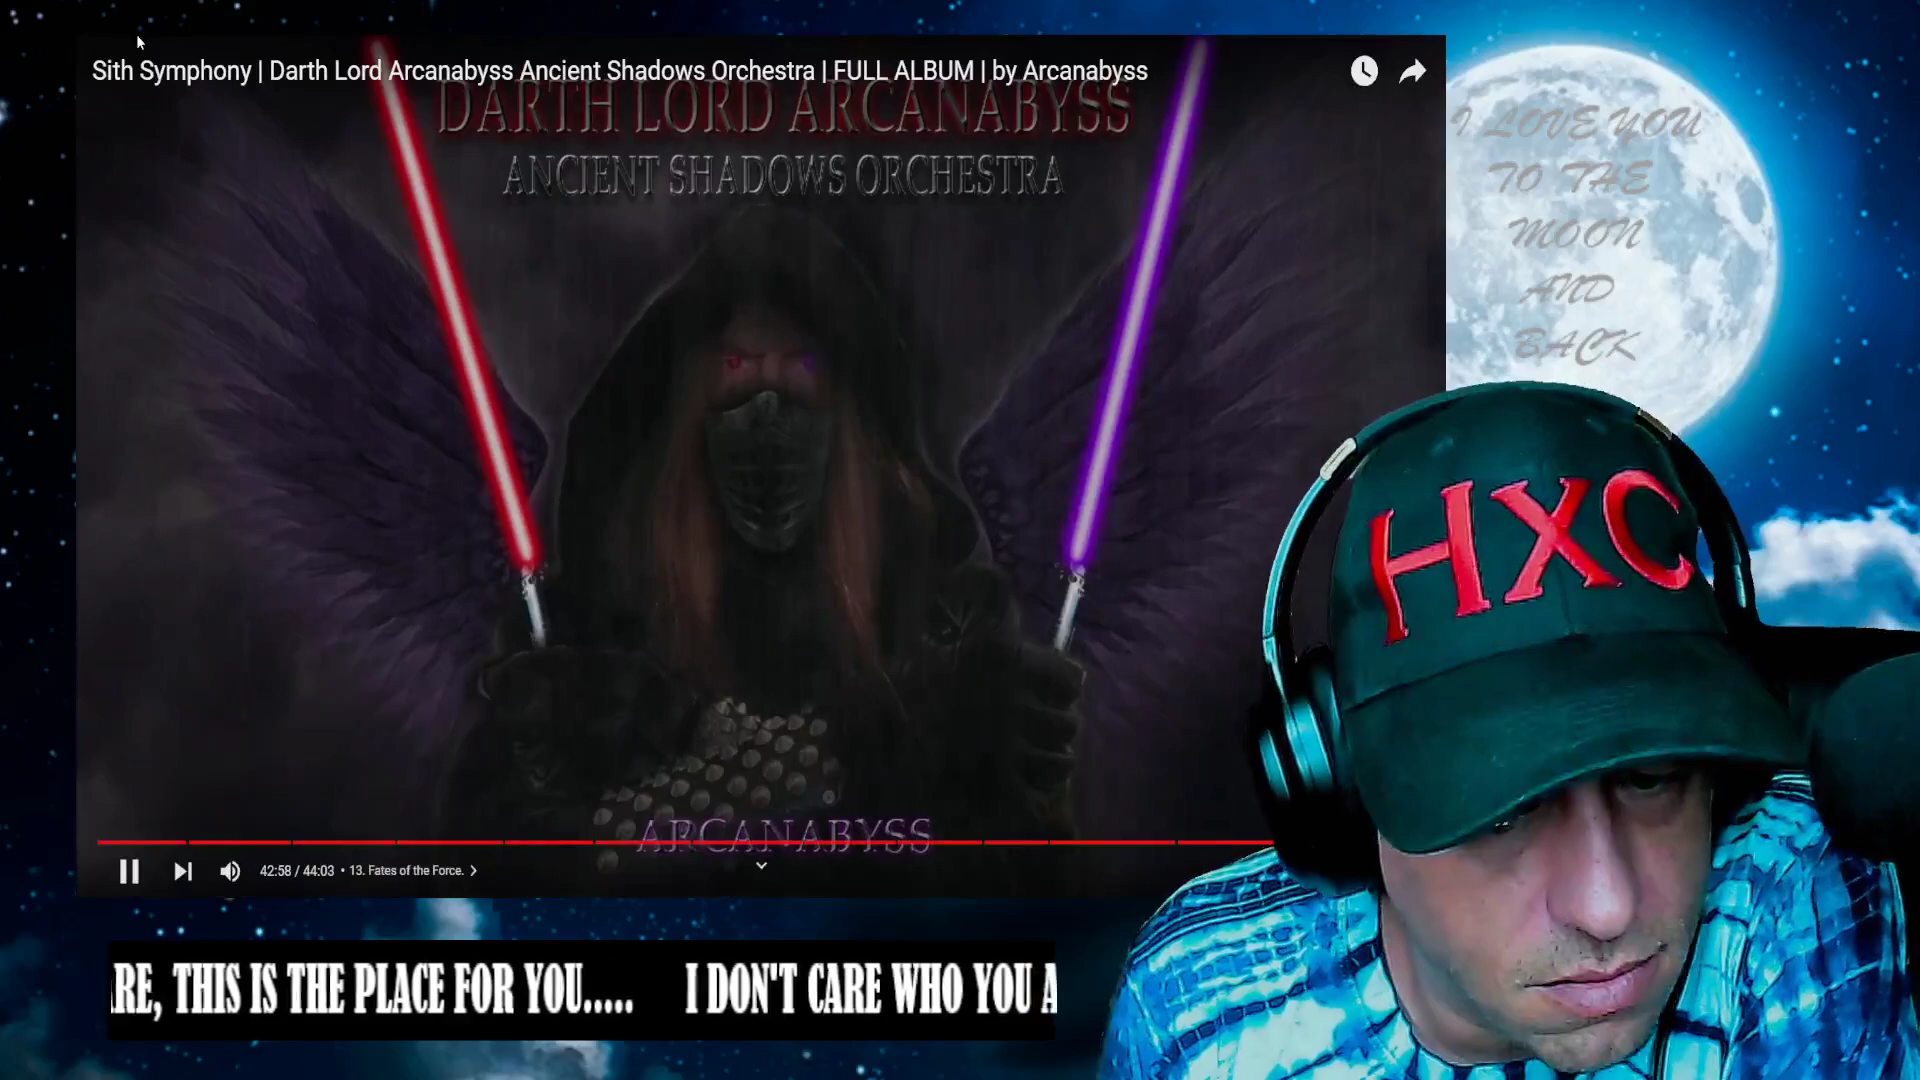 Sith Symphony | Darth Lord Arcanabyss Ancient Shadows Orchestra | FULL ALBUM | by Arcanabyss
DARTH LORD ARCANABYSS
ANCIENT SHADOWS ORCHESTRA
I LOVE YOU
TO THE
MOON
AND
BACK
HXC
ARCANABYSS
42:58 / 44:03 • 13. Fates of the Force. >
RE, THIS IS THE PLACE FOR YOU..... I DON'T CARE WHO YOU A